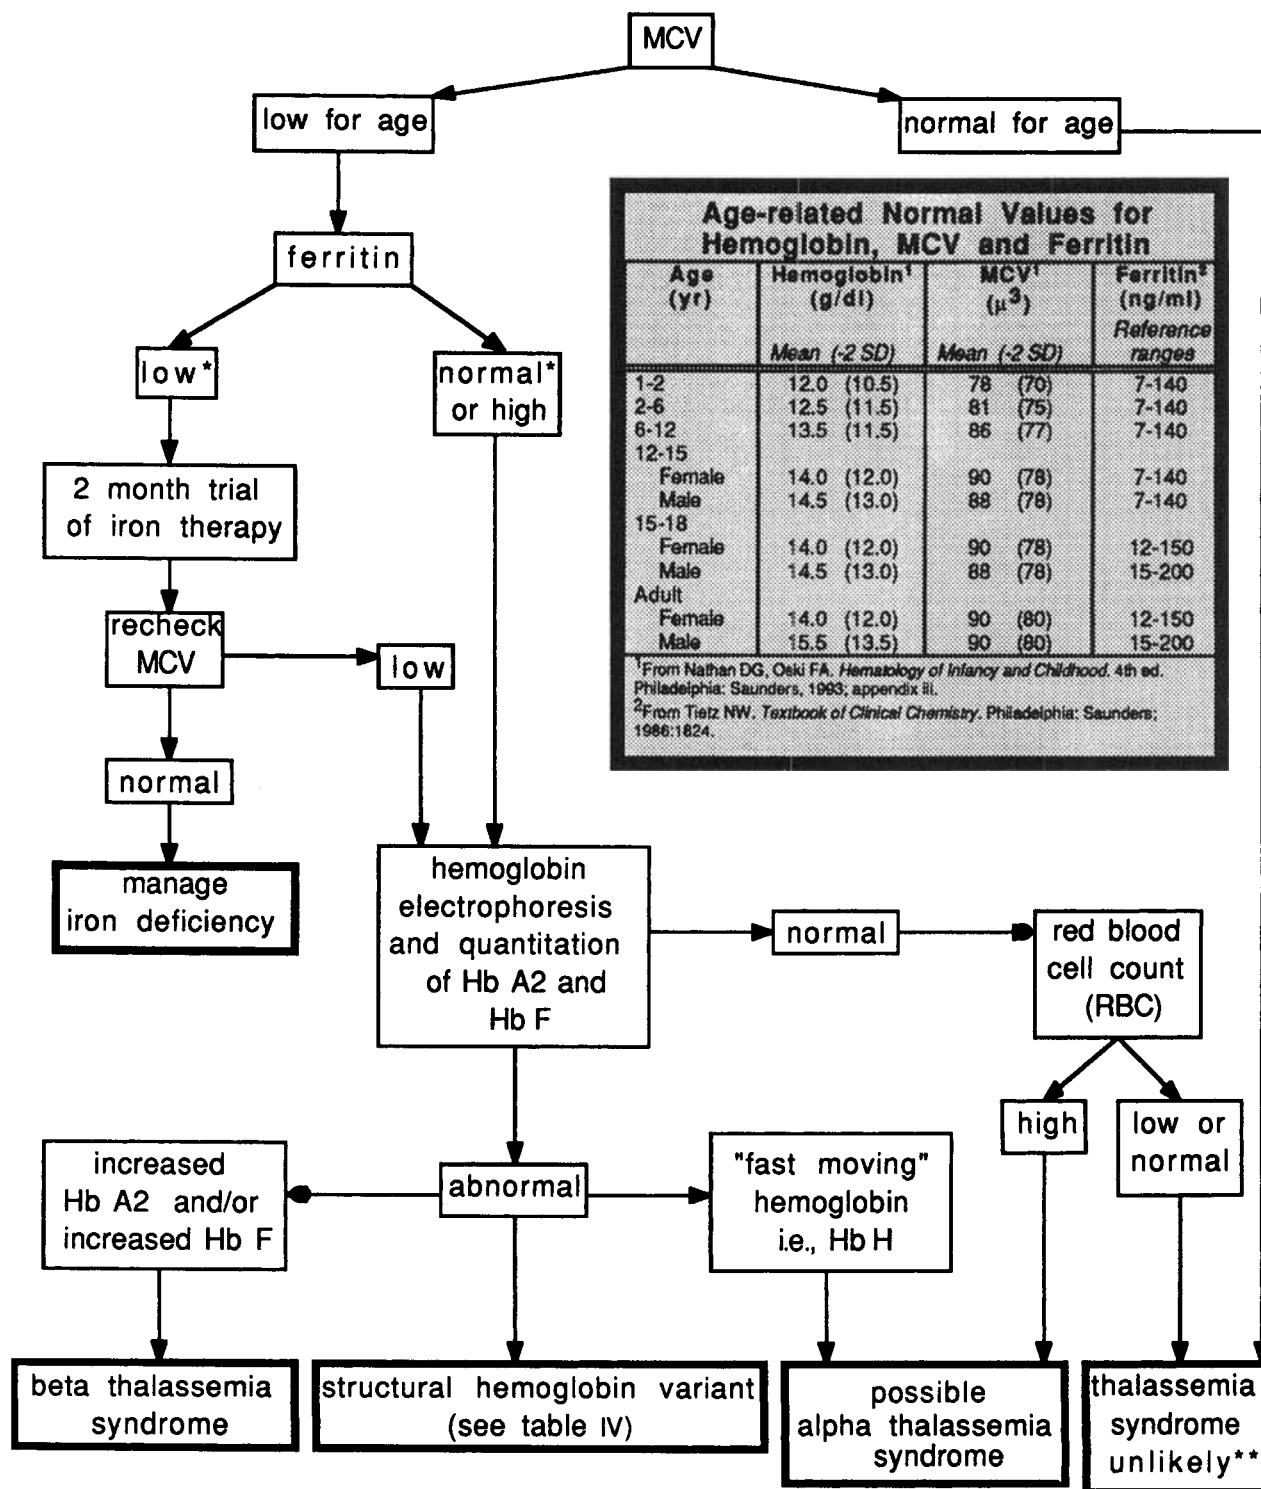 MCV
low for age
normal for age
ferritin
low*
normal*
or high
2 month trial
of iron therapy
recheck
MCV
low
normal
manage
iron deficiency
Age-related Normal Values for
Hemoglobin, MCV and Ferritin
Age Hemoglobin¹ MCV¹ Ferritin²
(yr) (g/dl) (μ³) (ng/ml)
Reference
Mean (-2 SD) Mean (-2 SD) ranges
1-2 12.0 (10.5) 78 (70) 7-140
2-6 12.5 (11.5) 81 (75) 7-140
6-12 13.5 (11.5) 86 (77) 7-140
12-15
Female 14.0 (12.0) 90 (78) 7-140
Male 14.5 (13.0) 88 (78) 7-140
15-18
Female 14.0 (12.0) 90 (78) 12-150
Male 14.5 (13.0) 88 (78) 15-200
Adult
Female 14.0 (12.0) 90 (80) 12-150
Male 15.5 (13.5) 90 (80) 15-200
¹From Nathan DG, Oski FA. Hematology of Infancy and Childhood. 4th ed.
Philadelphia: Saunders, 1993; appendix iii.
²From Tietz NW. Textbook of Clinical Chemistry. Philadelphia: Saunders;
1986:1824.
hemoglobin
electrophoresis
and quantitation
of Hb A2 and
Hb F
normal
red blood
cell count
(RBC)
high
low or
normal
increased
Hb A2 and/or
increased Hb F
abnormal
"fast moving"
hemoglobin
i.e., Hb H
beta thalassemia
syndrome
structural hemoglobin variant
(see table IV)
possible
alpha thalassemia
syndrome
thalassemia
syndrome
unlikely**